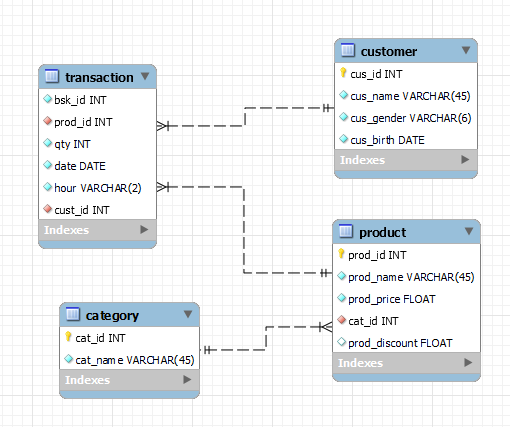 transaction
bsk_id INT
prod_id INT
qty INT
date DATE
hour VARCHAR(2)
cust_id INT
Indexes
customer
cus_id INT
cus_name VARCHAR(45)
cus_gender VARCHAR(6)
cus_birth DATE
Indexes
category
cat_id INT
cat_name VARCHAR(45)
Indexes
product
prod_id INT
prod_name VARCHAR(45)
prod_price FLOAT
cat_id INT
prod_discount FLOAT
Indexes